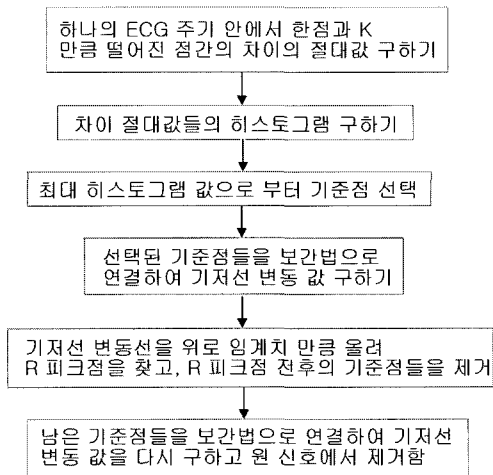 하나의 ECG 주기 안에서 한점과 K
만큼 떨어진 점간의 차이의 절대값 구하기
차이 절대값들의 히스토그램 구하기
최대 히스토그램 값으로 부터 기준점 선택
선택된 기준점들을 보간법으로
연결하여 기저선 변동 값 구하기
기저선 변동선을 위로 임계치 만큼 올려
R 피크점을 찾고, R 피크점 전후의 기준점들을 제거
남은 기준점들을 보간법으로 연결하여 기저선
변동 값을 다시 구하고 원 신호에서 제거함